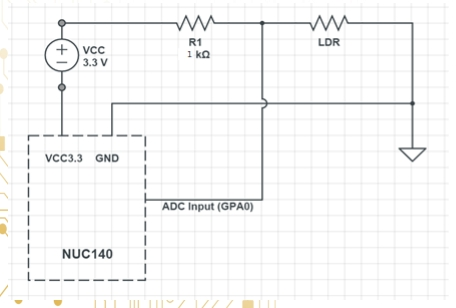 VCC
3.3 V
R1
1 kΩ
LDR
VCC3.3 GND
ADC Input (GPA0)
NUC140